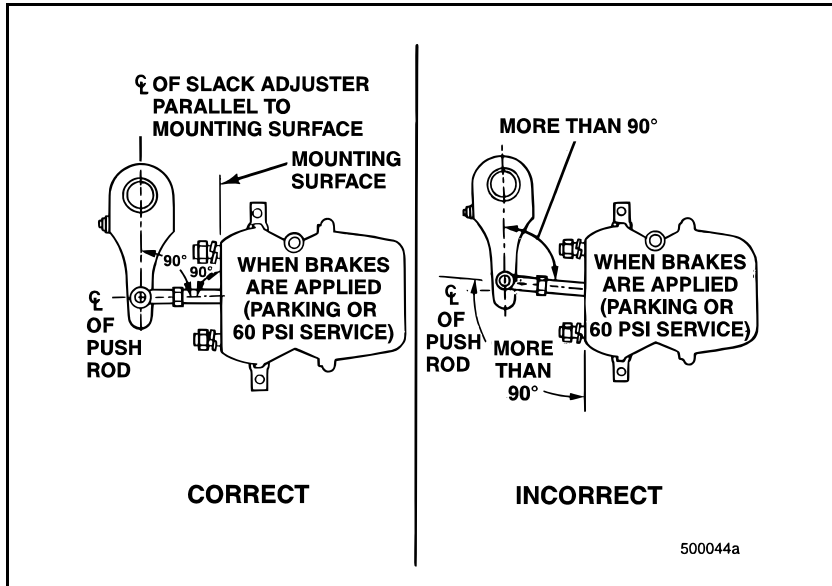 ℄ OF SLACK ADJUSTER
PARALLEL TO
MOUNTING SURFACE
MOUNTING
SURFACE
90°
90°
WHEN BRAKES
ARE APPLIED
(PARKING OR
60 PSI SERVICE)
℄
OF
PUSH
ROD
CORRECT
MORE THAN 90°
WHEN BRAKES
ARE APPLIED
(PARKING OR
60 PSI SERVICE)
℄
OF
PUSH
ROD
MORE
THAN
90°
INCORRECT
500044a